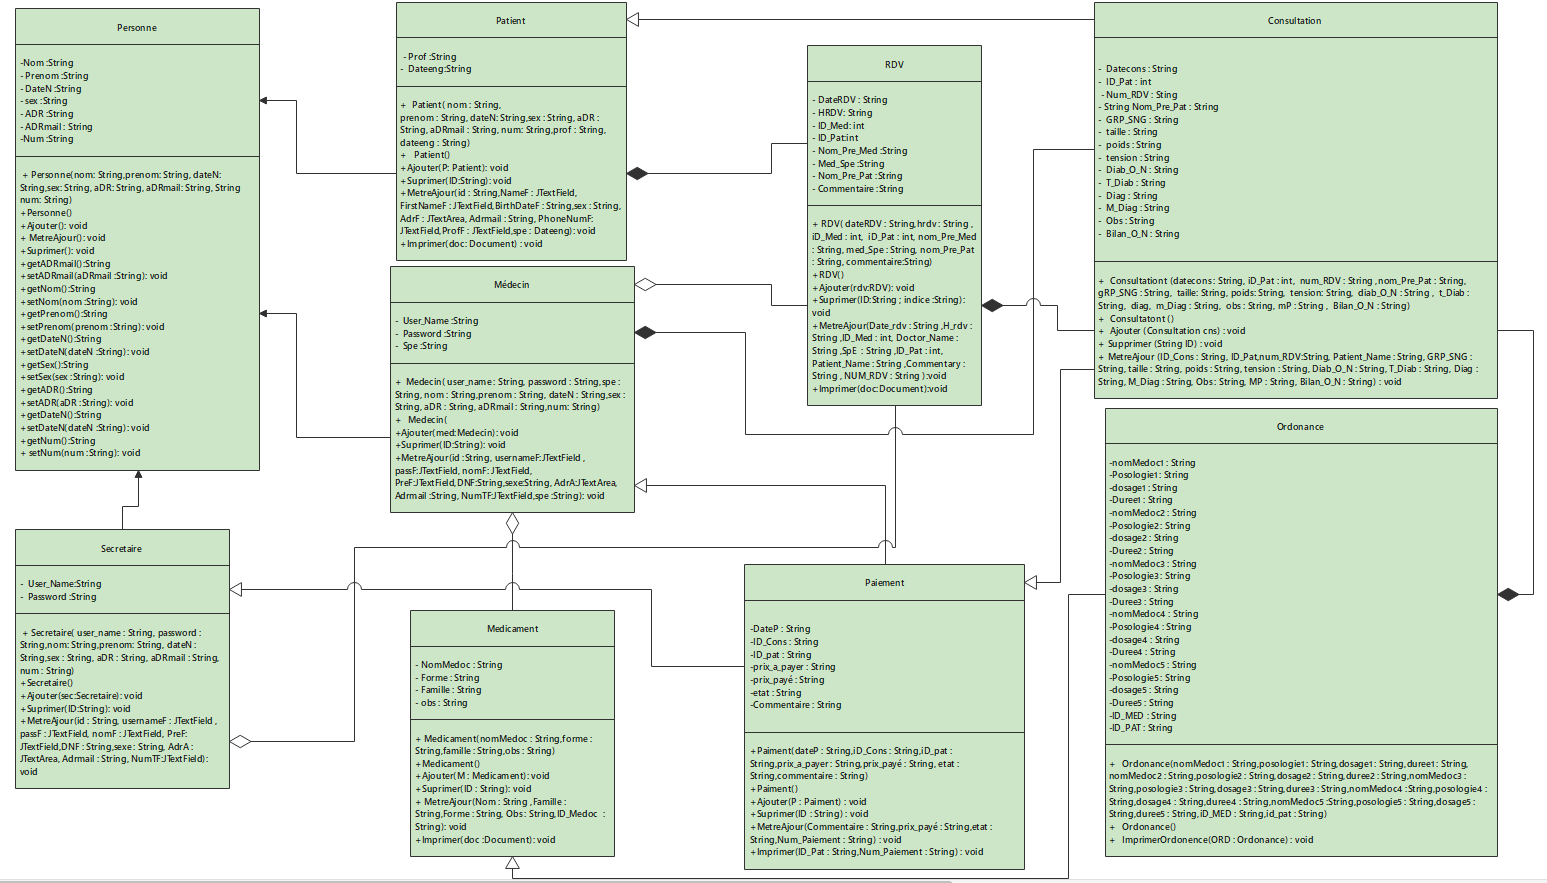 Personne
-Nom :String
- Prenom :String
- DateN :String
- sex : String
- ADR : String
- ADRmail : String
-Num :String
+ Personne(nom: String,prenom: String, dateN:
String,sex: String, aDR: String, aDRmail: String, String
num: String)
+Personne()
+Ajouter(): void
+ MetreAjour(): void
+Suprimer(): void
+getADRmail():String
+setADRmail(aDRmail :String): void
+getNom():String
+setNom(nom :String): void
+getPrenom():String
+setPrenom(prenom :String): void
+getDateN():String
+setDateN(dateN :String): void
+getSex():String
+setSex(sex :String): void
+getADR():String
+setADR(aDR :String): void
+getDateN():String
+setDateN(dateN :String): void
+getNum():String
+ setNum(num :String): void
Patient
- Prof :String
- Dateeng:String
+ Patient( nom : String,
prenom : String, dateN: String,sex : String, aDR :
String, aDRmail : String, num: String,prof : String,
dateeng : String)
+ Patient()
+Ajouter(P: Patient): void
+Suprimer(ID:String): void
+MetreAjour(id : String,NameF : JTextField,
FirstNameF : JTextField,BirthDateF : String,sex : String,
AdrF : JTextArea, Adrmail : String, PhoneNumF:
JTextField,ProfF : JTextField,spe : Dateeng): void
+Imprimer(doc: Document) : void
RDV
- DateRDV : String
- HRDV: String
- ID_Med: int
- ID_Pat:int
- Nom_Pre_Med :String
- Med_Spe :String
- Nom_Pre_Pat :String
- Commentaire :String
+ RDV( dateRDV : String,hrdv: String ,
iD_Med : int, iD_Pat : int, nom_Pre_Med
: String, med_Spe : String, nom_Pre_Pat
: String, commentaire:String)
+RDV()
+Ajouter(rdv:RDV): void
+Suprimer(ID:String ; indice :String):
void
+MetreAjour(Date_rdv : String ,H_rdv :
String ,ID_Med : int, Doctor_Name :
String ,SpE : String ,ID_Pat : int,
Patient_Name : String ,Commentary :
String , NUM_RDV : String ):void
+Imprimer(doc:Document):void
Consultation
- Datecons : String
- ID_Pat : int
- Num_RDV : String
- String Nom_Pre_Pat : String
- GRP_SNG : String
- taille : String
- poids : String
- tension : String
- Diab_O_N : String
- T_Diab : String
- Diag : String
- M_Diag : String
- Obs : String
- Bilan_O_N : String
+ Consultationt (datecons: String, iD_Pat : int, num_RDV : String ,nom_Pre_Pat : String,
gRP_SNG : String, taille: String, poids: String, tension: String, diab_O_N : String , t_Diab :
String, diag, m_Diag : String, obs : String, mP : String , Bilan_O_N : String)
+ Consultatont ()
+ Ajouter (Consultation cns) : void
+ Supprimer (String ID) : void
+ MetreAjour (ID_Cons : String, ID_Pat,num_RDV:String, Patient_Name : String, GRP_SNG :
String, taille : String, poids : String, tension : String, Diab_O_N : String, T_Diab : String, Diag :
String, M_Diag : String, Obs : String, MP : String, Bilan_O_N : String) : void
Médecin
- User_Name :String
- Password :String
- Spe :String
+ Medecin( user_name : String, password : String,spe :
String, nom : String,prenom : String, dateN : String,sex :
String, aDR : String, aDRmail : String,num: String)
+ Medecin(
+Ajouter(med:Medecin): void
+Suprimer(ID:String): void
+MetreAjour(id :String, usernameF:JTextField ,
passF:JTextField, nomF: JTextField,
PreF:JTextField,DNF:String,sexe:String, AdrA:JTextArea,
Adrmail :String, NumTF:JTextField,spe :String): void
Secretaire
- User_Name:String
- Password :String
+ Secretaire( user_name : String, password :
String,nom: String,prenom: String, dateN :
String,sex : String, aDR : String, aDRmail : String,
num : String)
+Secretaire()
+Ajouter(sec:Secretaire): void
+Suprimer(ID:String): void
+MetreAjour(id : String, usernameF : JTextField ,
passF : JTextField, nomF : JTextField, PreF:
JTextField,DNF : String,sexe: String, AdrA :
JTextArea, Adrmail : String, NumTF:JTextField):
void
Medicament
- NomMedoc : String
- Forme : String
- Famille : String
- obs : String
+ Medicament(nomMedoc : String,forme :
String,famille : String,obs : String)
+Medicament()
+Ajouter(M : Medicament): void
+Suprimer(ID : String): void
+ MetreAjour(Nom : String ,Famille :
String,Forme : String, Obs: String,ID_Medoc :
String): void
+Imprimer(doc :Document): void
Paiement
-DateP : String
-ID_Cons : String
-ID_pat : String
-prix_a_payer : String
-prix_payé : String
-etat : String
-Commentaire : String
+Paiment(dateP : String,iD_Cons : String,iD_pat :
String,prix_a_payer : String,prix_payé : String, etat :
String,commentaire : String)
+Paiment()
+Ajouter(P : Paiment) : void
+Suprimer(ID : String) : void
+MetreAjour(Commentaire : String,prix_payé : String,etat :
String,Num_Paiement : String) : void
+Imprimer(ID_Pat : String,Num_Paiement : String) : void
Ordonance
-nomMedoc1 : String
-Posologie1: String
-dosage1 : String
-Duree1 : String
-nomMedoc2 : String
-Posologie2: String
-dosage2 : String
-Duree2 : String
-nomMedoc3 : String
-Posologie3: String
-dosage3 : String
-Duree3 : String
-nomMedoc4 : String
-Posologie4 : String
-dosage4 : String
-Duree4 : String
-nomMedoc5 : String
-Posologie5 : String
-dosage5 : String
-Duree5 : String
-ID_MED : String
-ID_PAT : String
+ Ordonance(nomMedoc1 : String,posologie1: String,dosage1 : String,duree1 : String,
nomMedoc2 : String,posologie2: String,dosage2 : String,duree2 : String,nomMedoc3 :
String,posologie3 : String,dosage3 : String,duree3 : String,nomMedoc4 :String,posologie4 :
String,dosage4 : String,duree4 : String,nomMedoc5 :String,posologie5 : String,dosage5 :
String,duree5 : String,iD_MED : String,id_pat : String)
+ Ordonance()
+ ImprimerOrdonence(ORD : Ordonance) : void